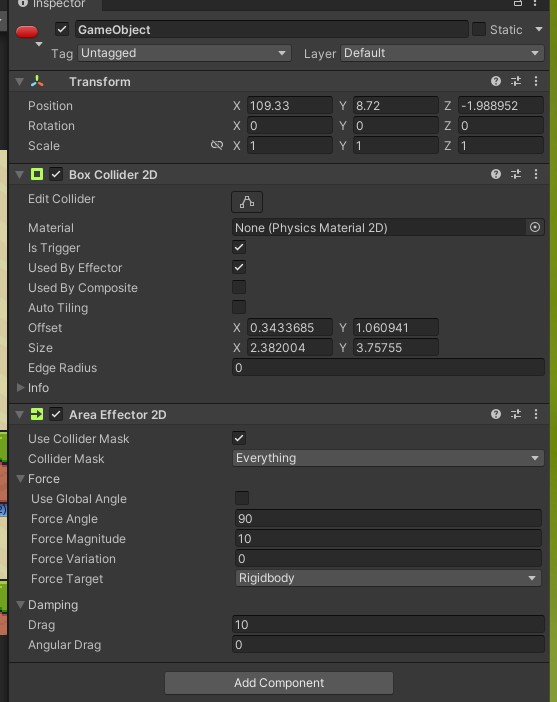 Inspector
GameObject Static
Tag Untagged Layer Default
Transform
Position X 109.33 Y 8.72 Z -1.988952
Rotation X 0 Y 0 Z 0
Scale X 1 Y 1 Z 1
Box Collider 2D
Edit Collider
Material None (Physics Material 2D)
Is Trigger
Used By Effector
Used By Composite
Auto Tiling
Offset X 0.3433685 Y 1.060941
Size X 2.382004 Y 3.75755
Edge Radius 0
Info
Area Effector 2D
Use Collider Mask
Collider Mask Everything
Force
Use Global Angle
Force Angle 90
Force Magnitude 10
Force Variation 0
Force Target Rigidbody
Damping
Drag 10
Angular Drag 0
Add Component